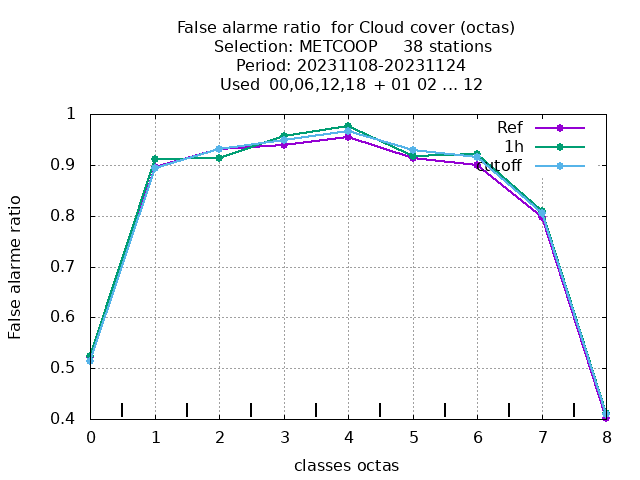 False alarme ratio  for Cloud cover (octas)
Selection: METCOOP     38 stations
Period: 20231108-20231124
Used  00,06,12,18  + 01 02 ... 12
1
0.9
0.8
0.7
0.6
0.5
0.4
False alarme ratio
Ref
1h
0 1 2 3 4 5 6 7 8
classes octas